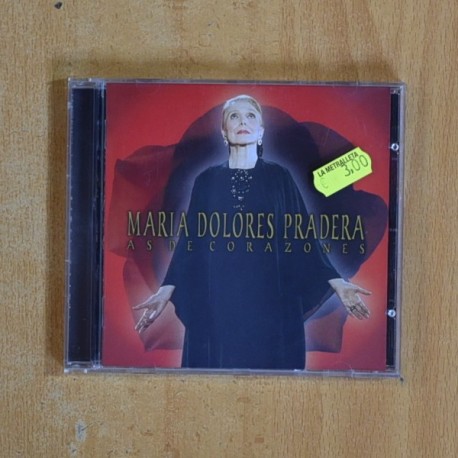 LA METRALLETA
3,00
MARIA DOLORES PRADERA
AS DE CORAZONES